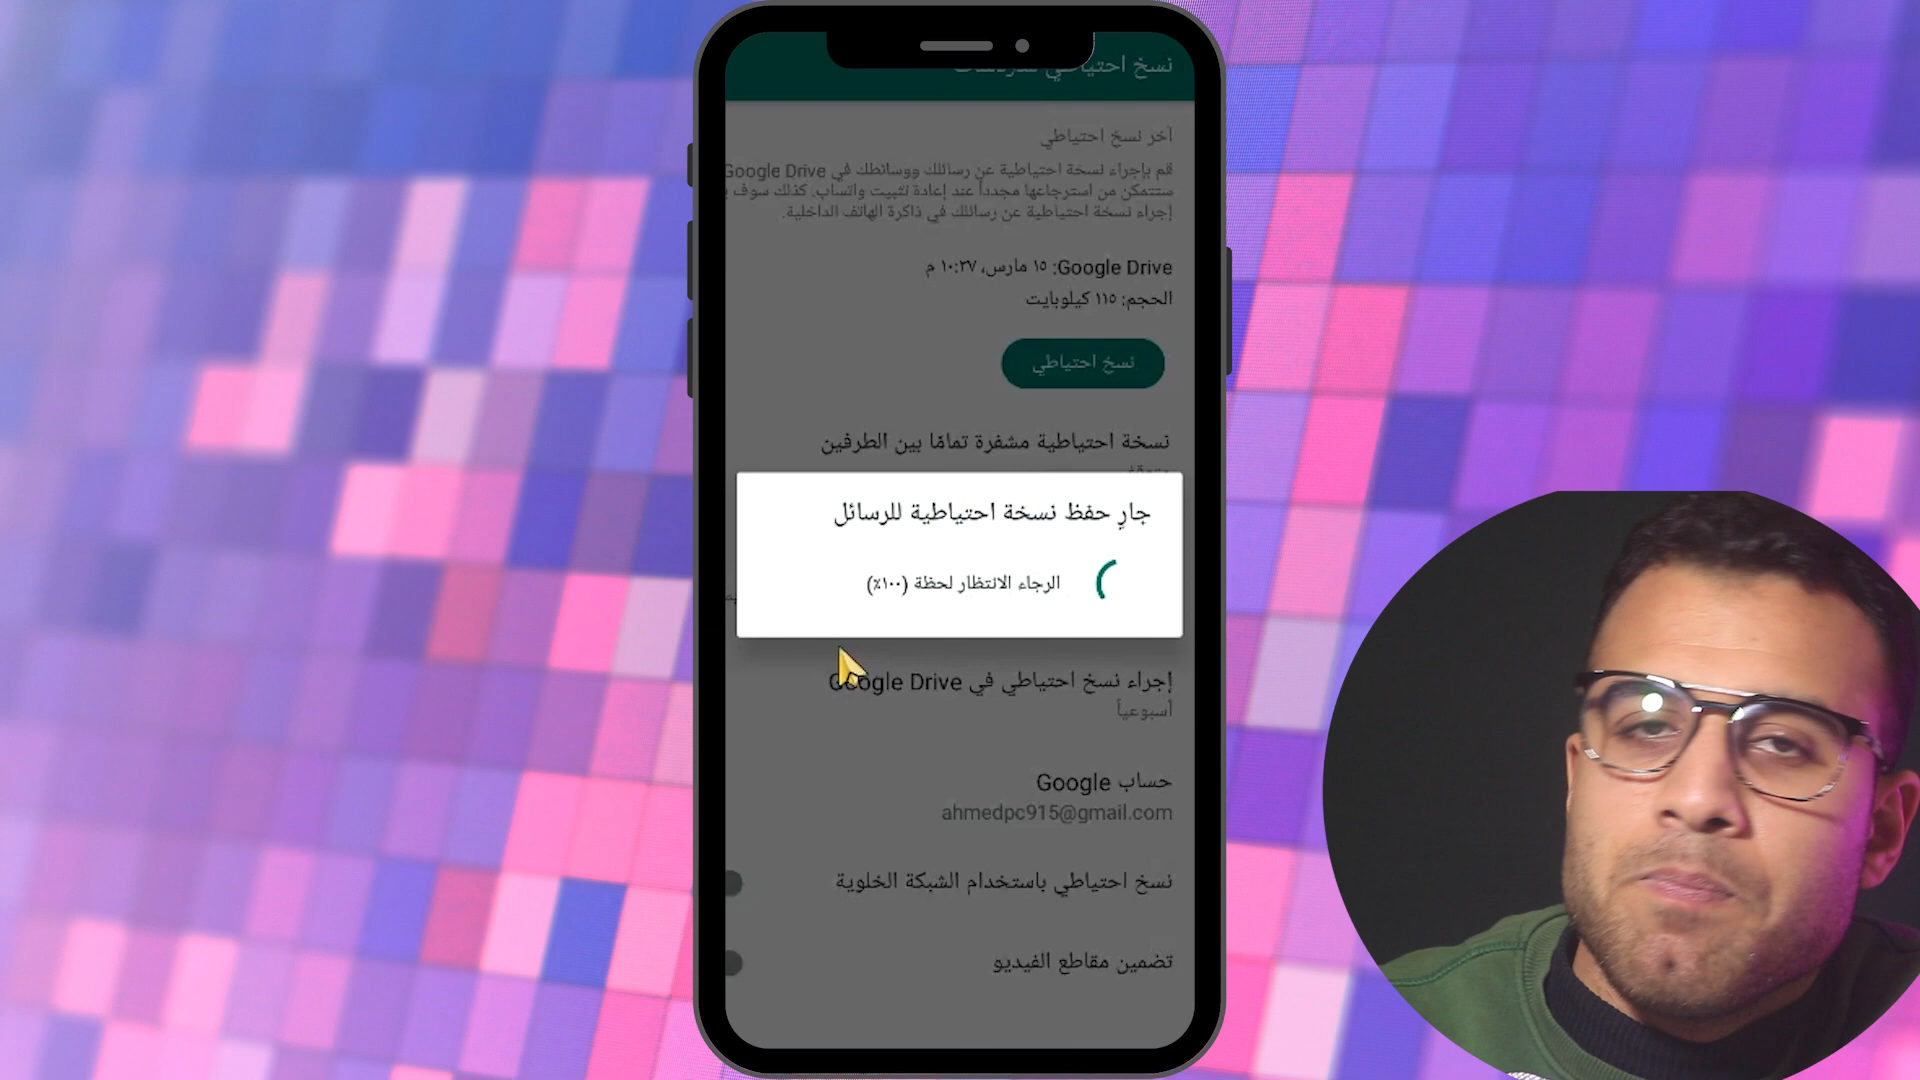 نسخ احتياطي
آخر نسخ احتياطي
قم بإجراء نسخة احتياطية عن رسائلك ووسائطك في Google Drive
ستتمكن من استرجاعها مجدداً عند إعادة تثبيت واتساب. كذلك سوف
إجراء نسخة احتياطية عن رسائلك في ذاكرة الهاتف الداخلية.
Google Drive: ١٥ مارس، ١٠:٣٧ م
الحجم: ١١٥ كيلوبايت
نسخ احتياطي
نسخة احتياطية مشفرة تمامًا بين الطرفين
جارٍ حفظ نسخة احتياطية للرسائل
الرجاء الانتظار لحظة (١٠٠٪)
إجراء نسخ احتياطي في Google Drive
أسبوعياً
حساب Google
ahmedpc915@gmail.com
نسخ احتياطي باستخدام الشبكة الخلوية
تضمين مقاطع الفيديو